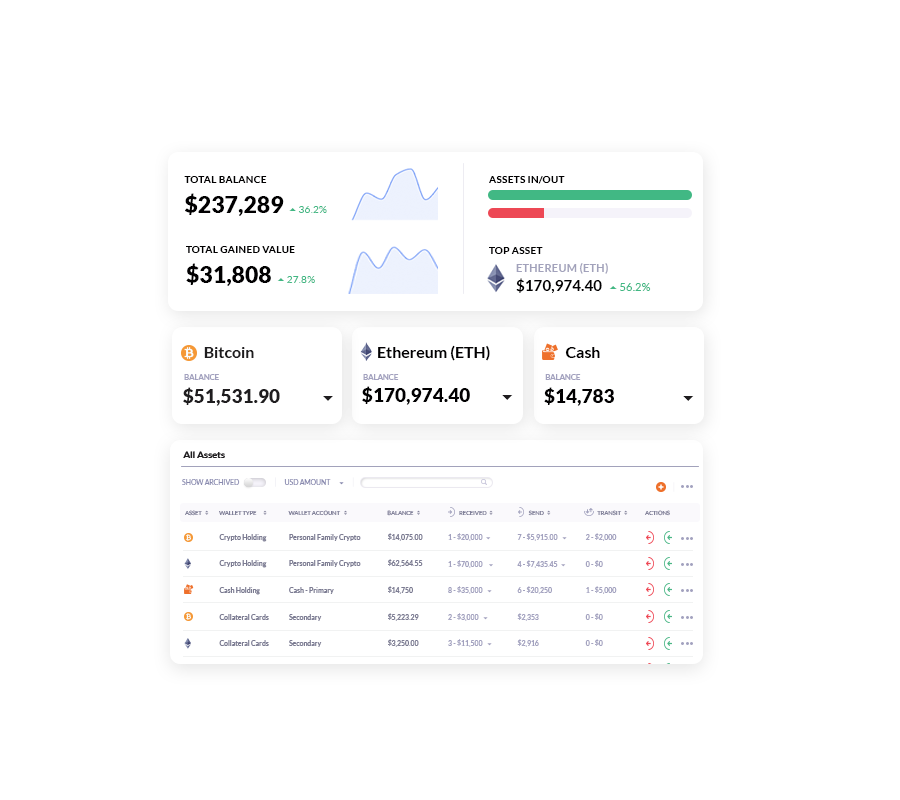 TOTAL BALANCE
$237,289 36.2%
TOTAL GAINED VALUE
$31,808 27.8%
ASSETS IN/OUT
TOP ASSET
ETHEREUM (ETH)
$170,974.40 56.2%
Bitcoin
BALANCE
$51,531.90
Ethereum (ETH)
BALANCE
$170,974.40
Cash
BALANCE
$14,783
All Assets
SHOW ARCHIVED USD AMOUNT
ASSET WALLET TYPE WALLET ACCOUNT BALANCE RECEIVED SEND TRANSIT ACTIONS
Crypto Holding Personal Family Crypto $14,075.00 1 - $20,000 7 - $5,915.00 2 - $2,000
Crypto Holding Personal Family Crypto $62,564.55 1 - $70,000 4 - $7,435.45 0 - $0
Cash Holding Cash - Primary $14,750 8 - $35,000 6 - $20,250 1 - $5,000
Collateral Cards Secondary $5,223.29 2 - $3,000 $2,353 0 - $0
Collateral Cards Secondary $3,250.00 3 - $11,500 $2,916 0 - $0